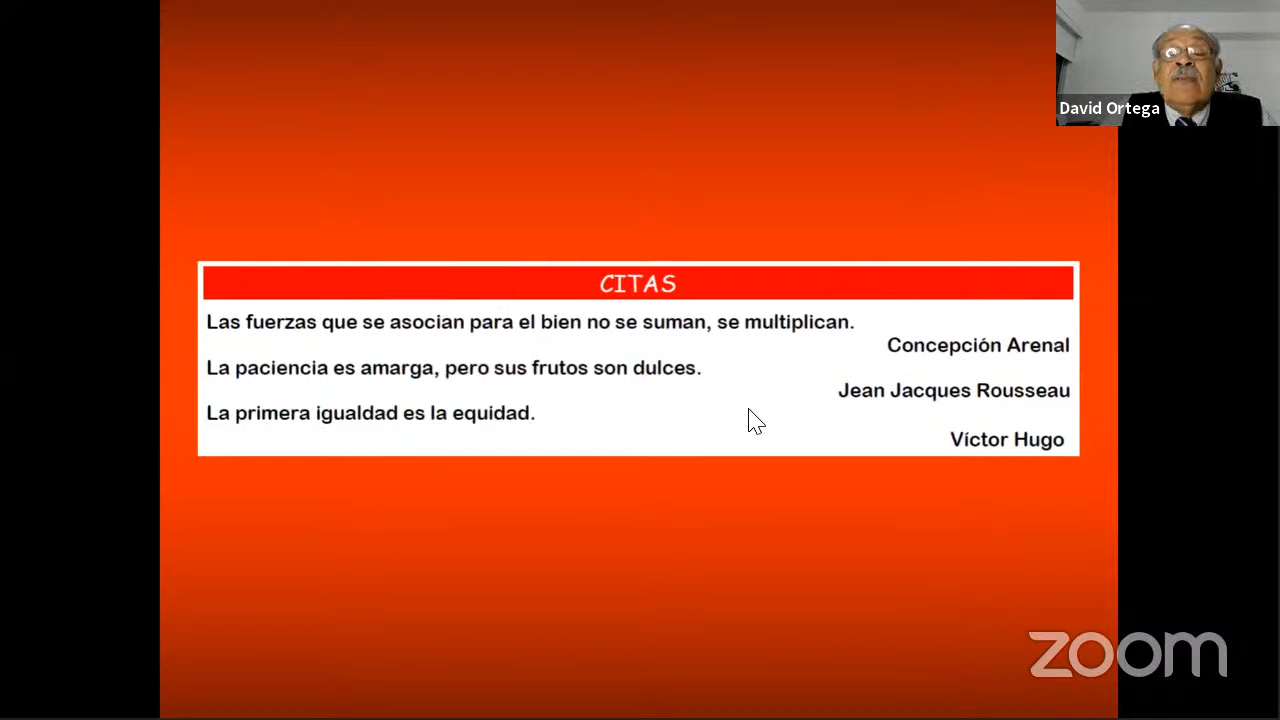 David Ortega
CITAS
Las fuerzas que se asocian para el bien no se suman, se multiplican.
Concepción Arenal
La paciencia es amarga, pero sus frutos son dulces.
Jean Jacques Rousseau
La primera igualdad es la equidad.
Víctor Hugo
zoom